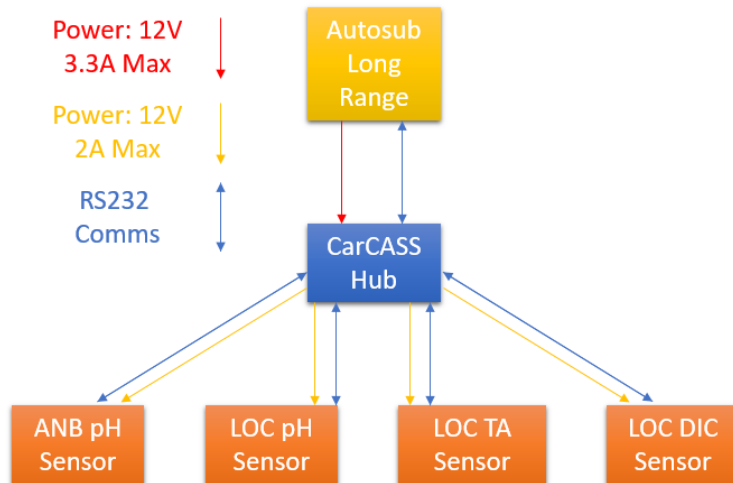 Power: 12V
3.3A Max
Power: 12V
2A Max
RS232
Comms
Autosub
Long
Range
CarCASS
Hub
ANB pH
Sensor
LOC pH
Sensor
LOC TA
Sensor
LOC DIC
Sensor